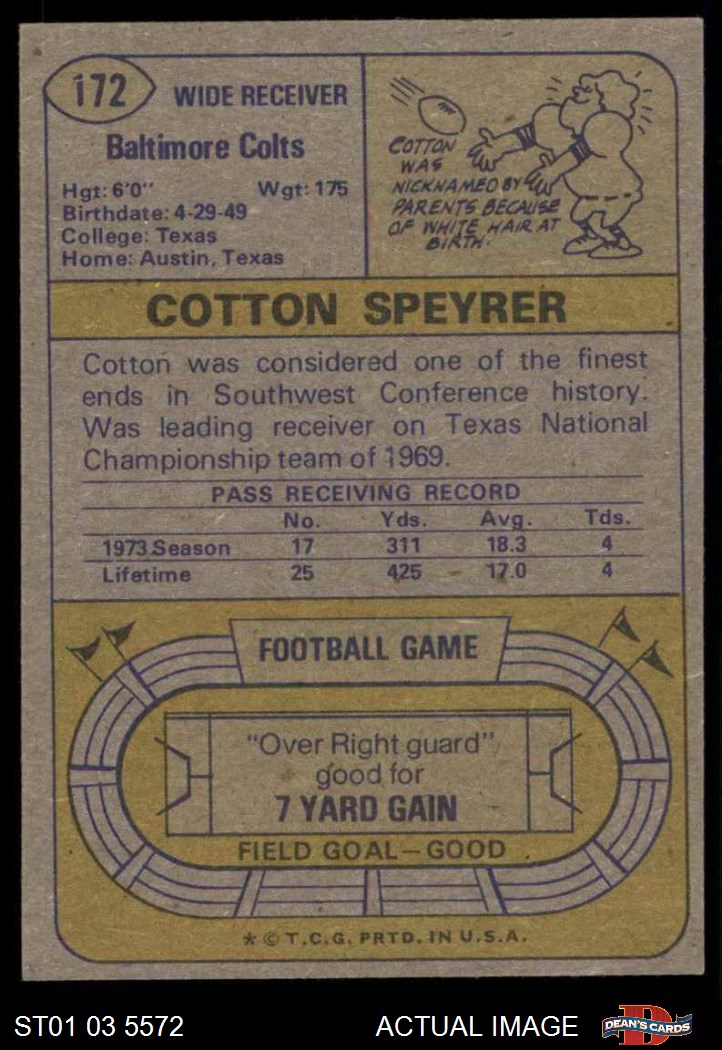 172
WIDE RECEIVER
Baltimore Colts
Hgt: 6'0" Wgt: 175
Birthdate: 4-29-49
College: Texas
Home: Austin, Texas
COTTON
WAS
NICKNAMED BY
PARENTS BECAUSE
OF WHITE HAIR AT
BIRTH.
COTTON SPEYRER
Cotton was considered one of the finest
ends in Southwest Conference history.
Was leading receiver on Texas National
Championship team of 1969.
PASS RECEIVING RECORD
No. Yds. Avg. Tds.
1973 Season 17 311 18.3 4
Lifetime 25 425 17.0 4
FOOTBALL GAME
"Over Right guard"
good for
7 YARD GAIN
FIELD GOAL—GOOD
* © T.C.G. PRTD. IN U.S.A.
ST01 03 5572 ACTUAL IMAGE
D
DEAN'S CARDS